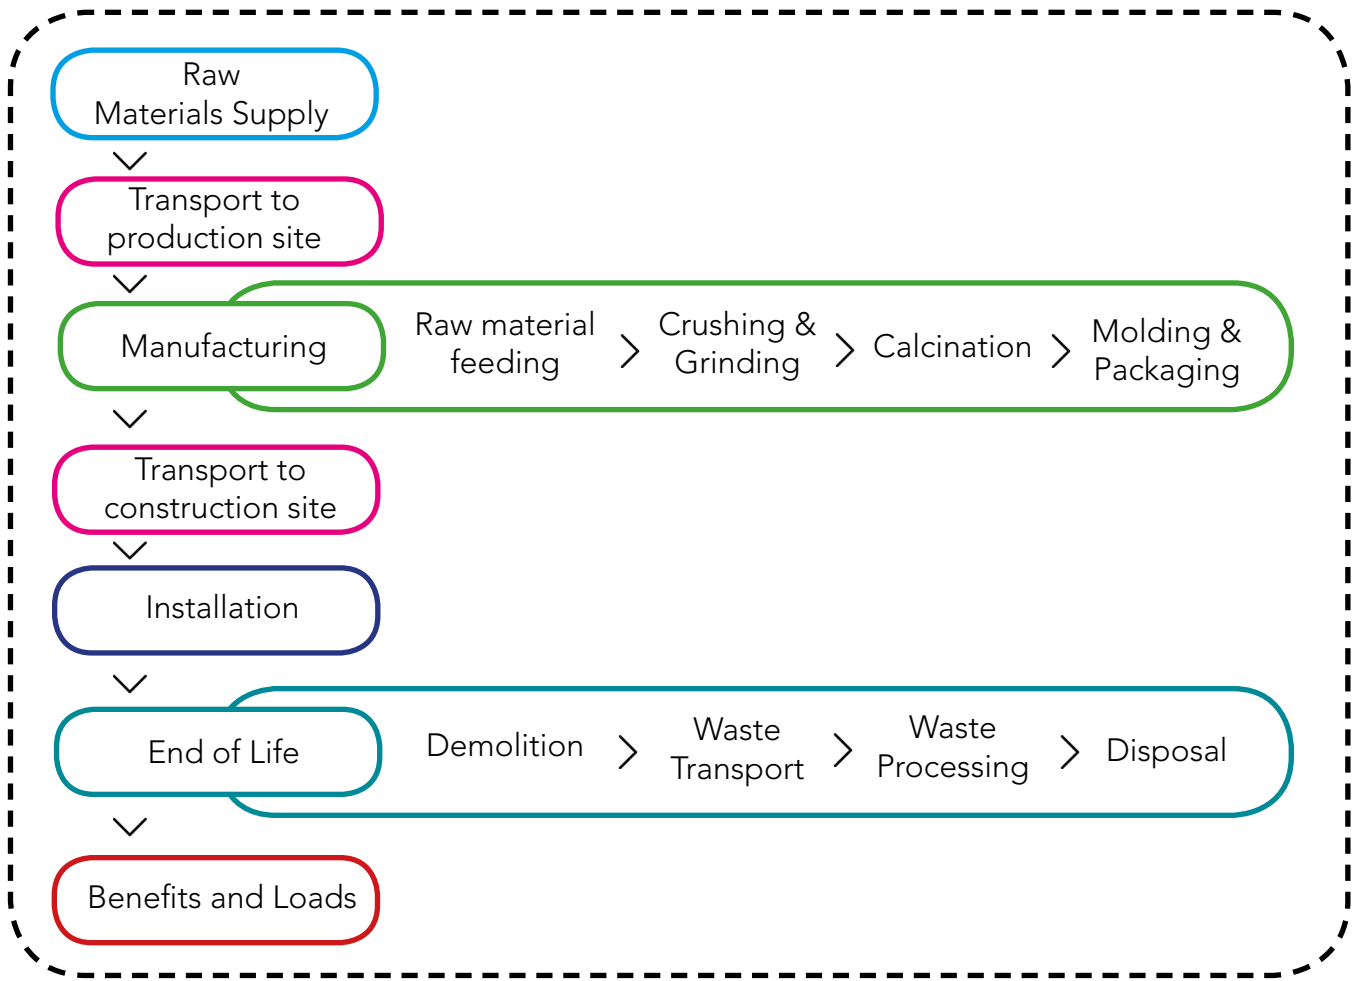 Raw
Materials Supply
Transport to
production site
Manufacturing
Raw material
feeding
Crushing &
Grinding
Calcination
Molding &
Packaging
Transport to
construction site
Installation
End of Life
Demolition
Waste
Transport
Waste
Processing
Disposal
Benefits and Loads